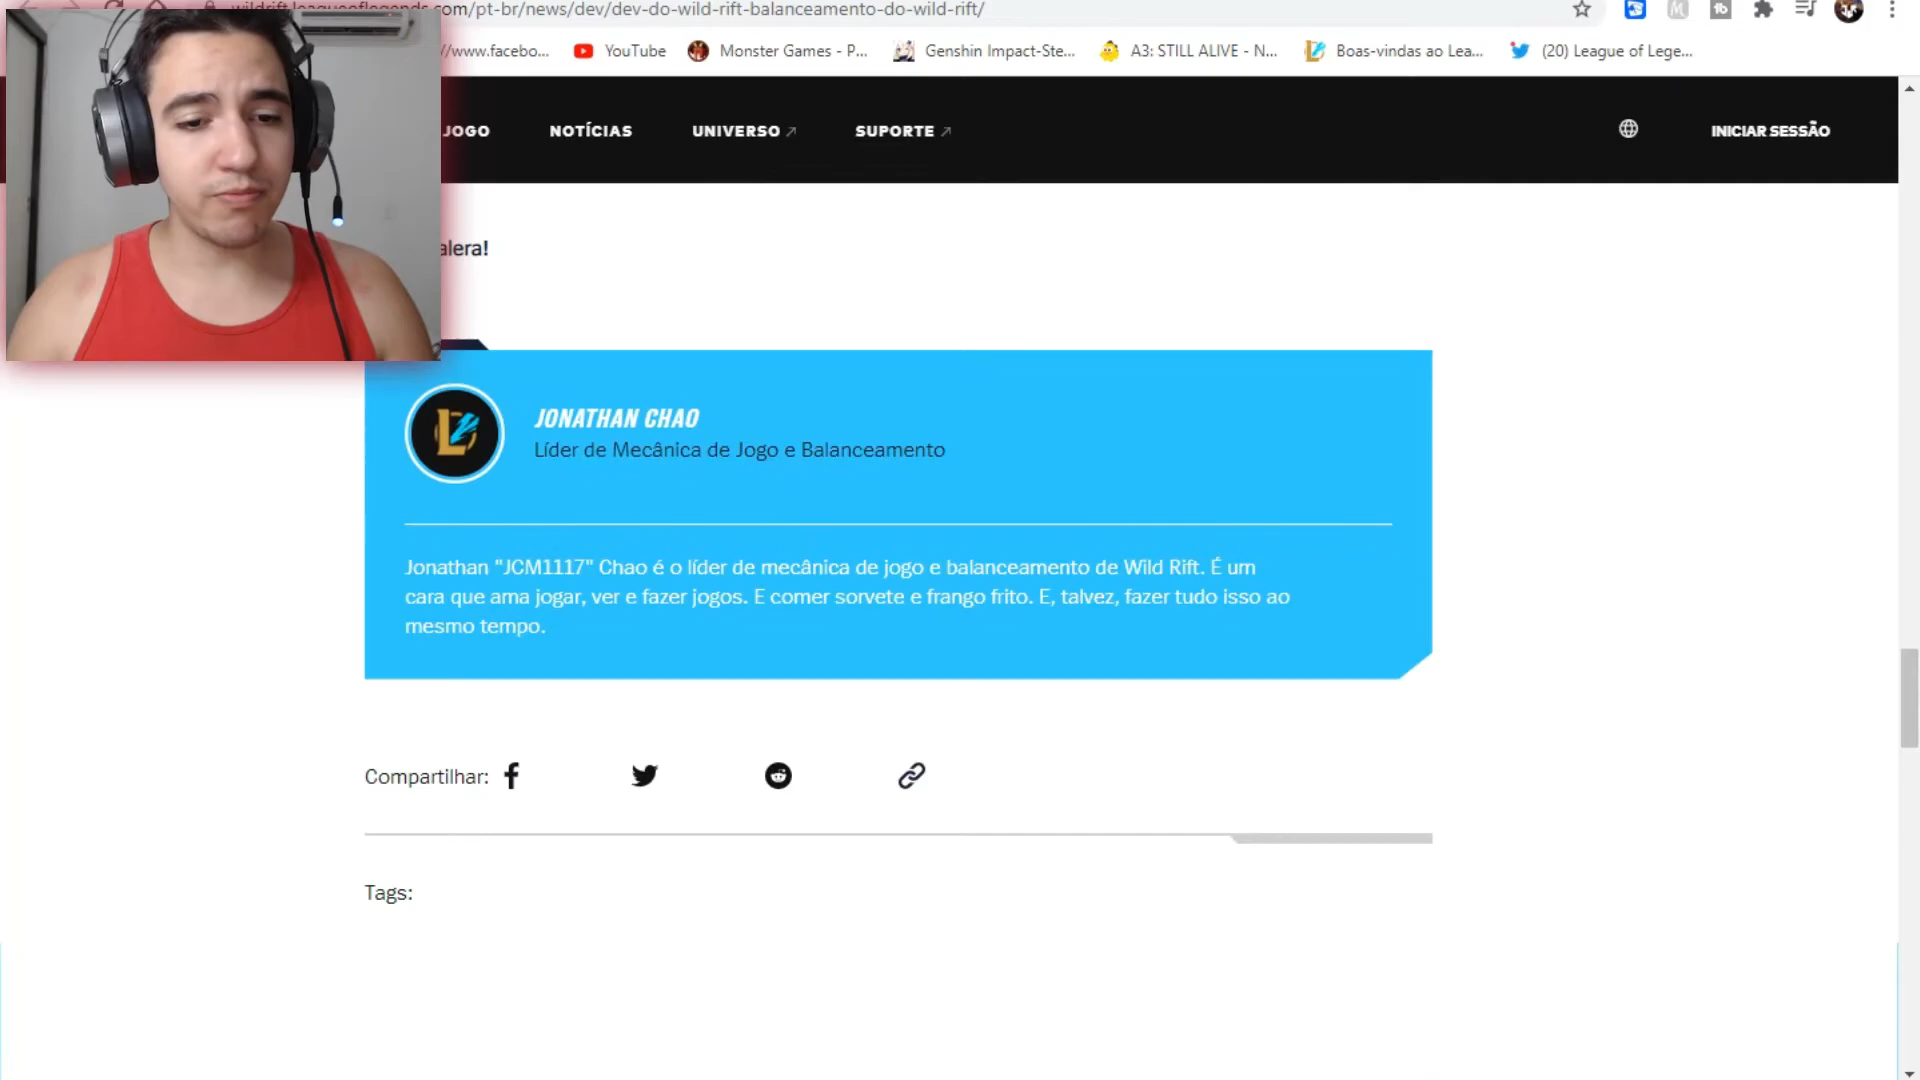 wildrift.leagueoflegends.com/pt-br/news/dev/dev-do-wild-rift-balanceamento-do-wild-rift/
//www.facebo...
YouTube
Monster Games - P...
Genshin Impact-Ste...
A3: STILL ALIVE - N...
Boas-vindas ao Lea...
(20) League of Lege...
JOGO
NOTÍCIAS
UNIVERSO
SUPORTE
INICIAR SESSÃO
alera!
JONATHAN CHAO
Líder de Mecânica de Jogo e Balanceamento
Jonathan "JCM1117" Chao é o líder de mecânica de jogo e balanceamento de Wild Rift. É um
cara que ama jogar, ver e fazer jogos. E comer sorvete e frango frito. E, talvez, fazer tudo isso ao
mesmo tempo.
Compartilhar:
Tags: